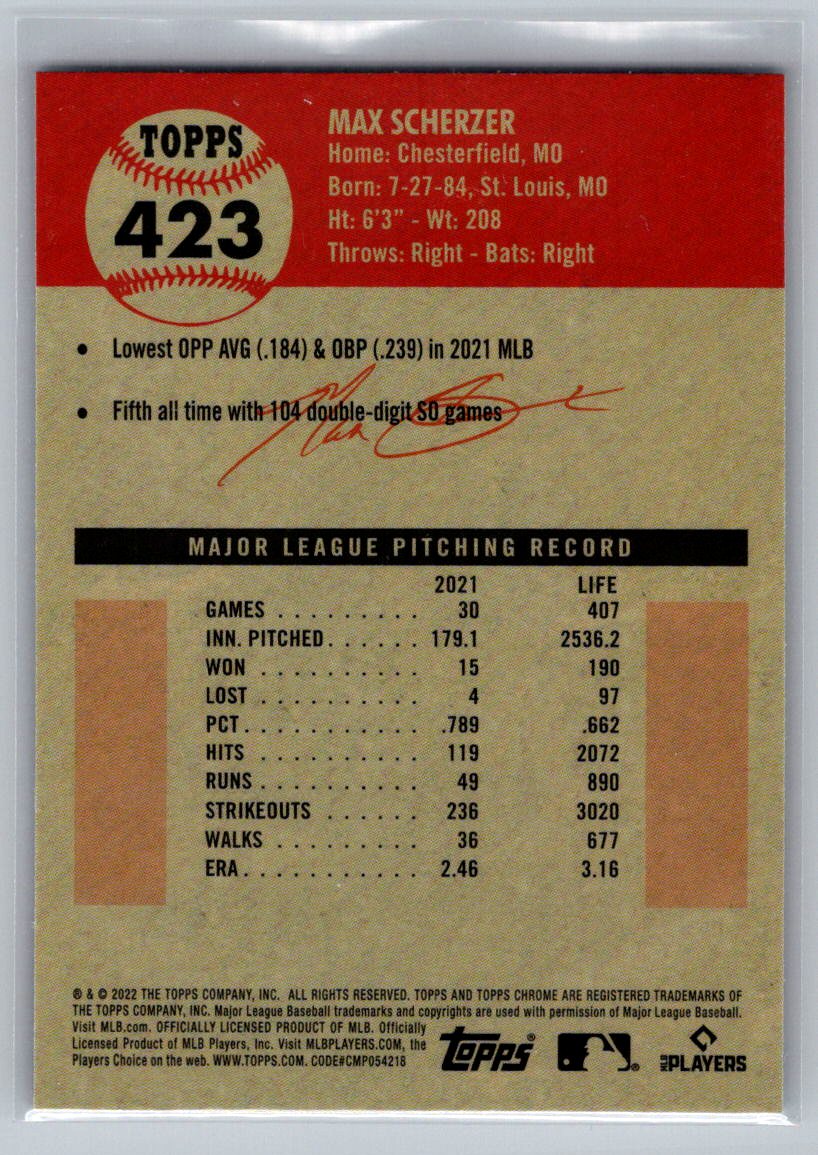 TOPPS
423
MAX SCHERZER
Home: Chesterfield, MO
Born: 7-27-84, St. Louis, MO
Ht: 6'3" - Wt: 208
Throws: Right - Bats: Right
• Lowest OPP AVG (.184) & OBP (.239) in 2021 MLB
• Fifth all time with 104 double-digit SO games
MAJOR LEAGUE PITCHING RECORD
2021 LIFE
GAMES . . . . . . . . . . 30 407
INN. PITCHED. . . . . . 179.1 2536.2
WON . . . . . . . . . . 15 190
LOST . . . . . . . . . . 4 97
PCT. . . . . . . . . . . .789 .662
HITS . . . . . . . . . . . 119 2072
RUNS . . . . . . . . . . 49 890
STRIKEOUTS . . . . . . 236 3020
WALKS . . . . . . . . . 36 677
ERA. . . . . . . . . . . 2.46 3.16
® & © 2022 THE TOPPS COMPANY, INC. ALL RIGHTS RESERVED. TOPPS AND TOPPS CHROME ARE REGISTERED TRADEMARKS OF
THE TOPPS COMPANY, INC. Major League Baseball trademarks and copyrights are used with permission of Major League Baseball.
Visit MLB.com. OFFICIALLY LICENSED PRODUCT OF MLB. Officially
Licensed Product of MLB Players, Inc. Visit MLBPLAYERS.COM, the
Players Choice on the web. WWW.TOPPS.COM. CODE#CMP054218
topps®
MLB PLAYERS